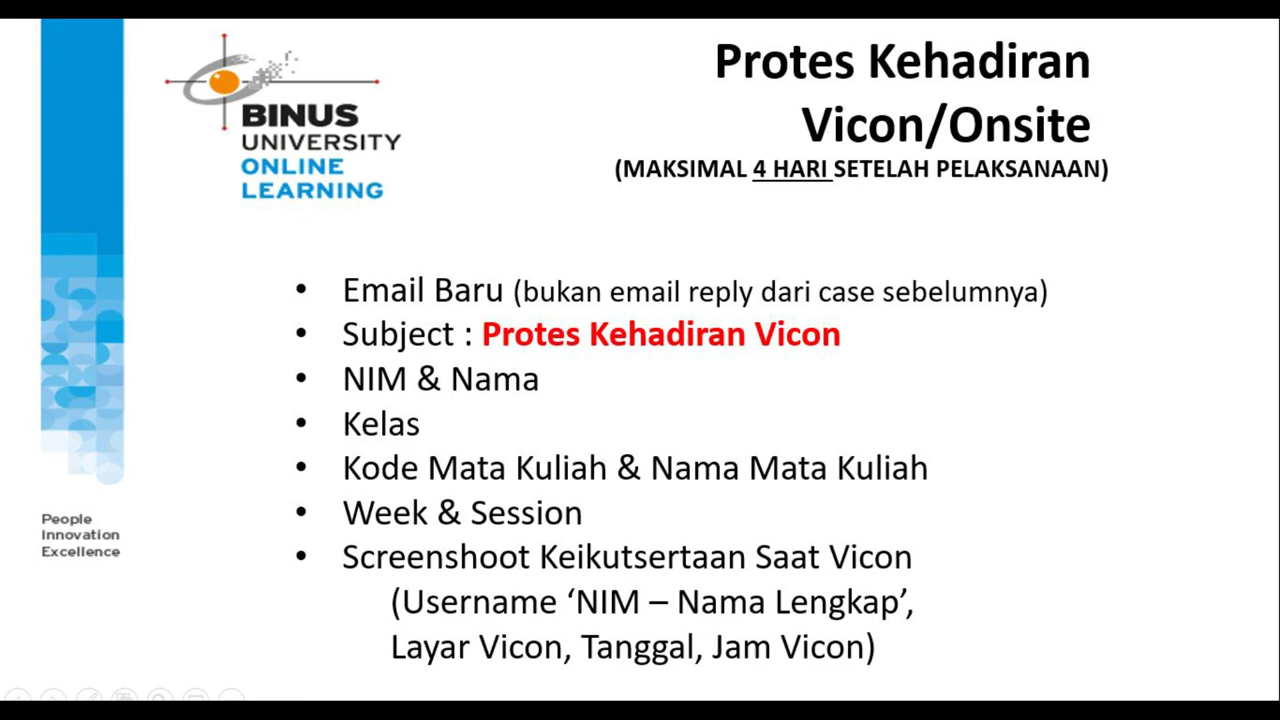 BINUS
UNIVERSITY
ONLINE
LEARNING
Protes Kehadiran
Vicon/Onsite
(MAKSIMAL 4 HARI SETELAH PELAKSANAAN)
• Email Baru (bukan email reply dari case sebelumnya)
• Subject : Protes Kehadiran Vicon
• NIM & Nama
• Kelas
• Kode Mata Kuliah & Nama Mata Kuliah
• Week & Session
• Screenshoot Keikutsertaan Saat Vicon
(Username ‘NIM – Nama Lengkap’,
Layar Vicon, Tanggal, Jam Vicon)
People
Innovation
Excellence